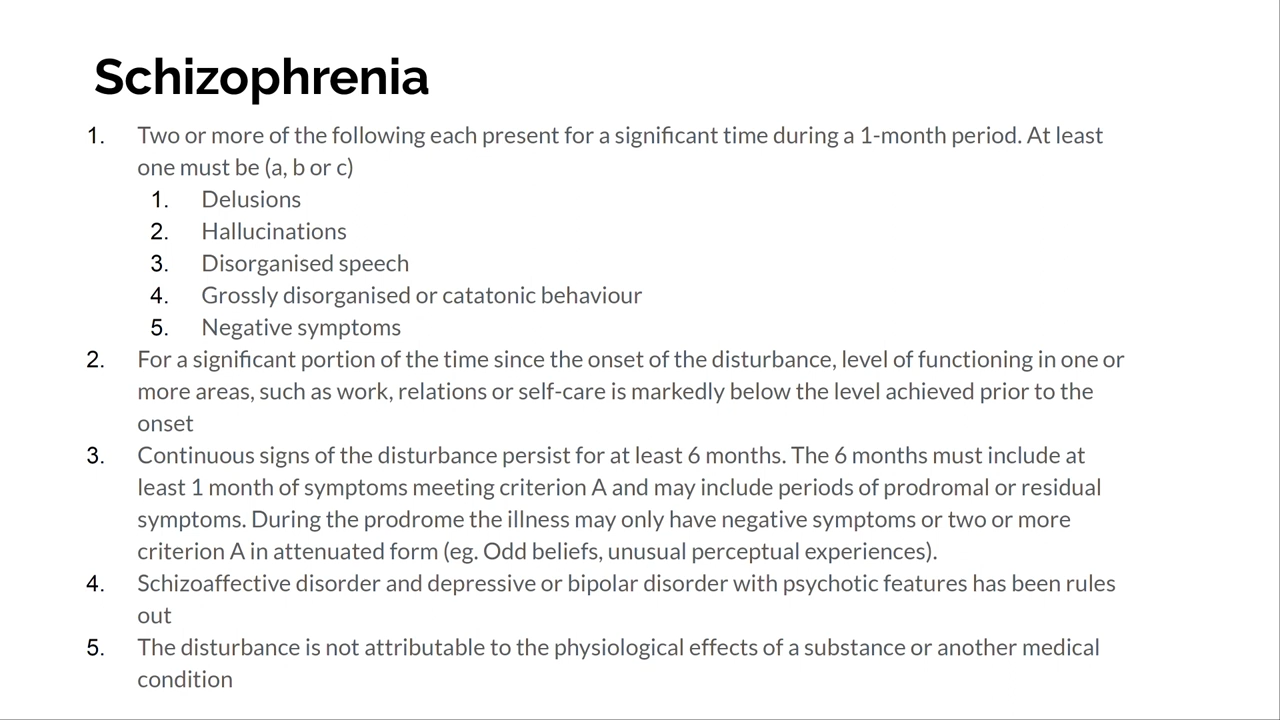 Schizophrenia
1. Two or more of the following each present for a significant time during a 1-month period. At least
one must be (a, b or c)
1. Delusions
2. Hallucinations
3. Disorganised speech
4. Grossly disorganised or catatonic behaviour
5. Negative symptoms
2. For a significant portion of the time since the onset of the disturbance, level of functioning in one or
more areas, such as work, relations or self-care is markedly below the level achieved prior to the
onset
3. Continuous signs of the disturbance persist for at least 6 months. The 6 months must include at
least 1 month of symptoms meeting criterion A and may include periods of prodromal or residual
symptoms. During the prodrome the illness may only have negative symptoms or two or more
criterion A in attenuated form (eg. Odd beliefs, unusual perceptual experiences).
4. Schizoaffective disorder and depressive or bipolar disorder with psychotic features has been rules
out
5. The disturbance is not attributable to the physiological effects of a substance or another medical
condition